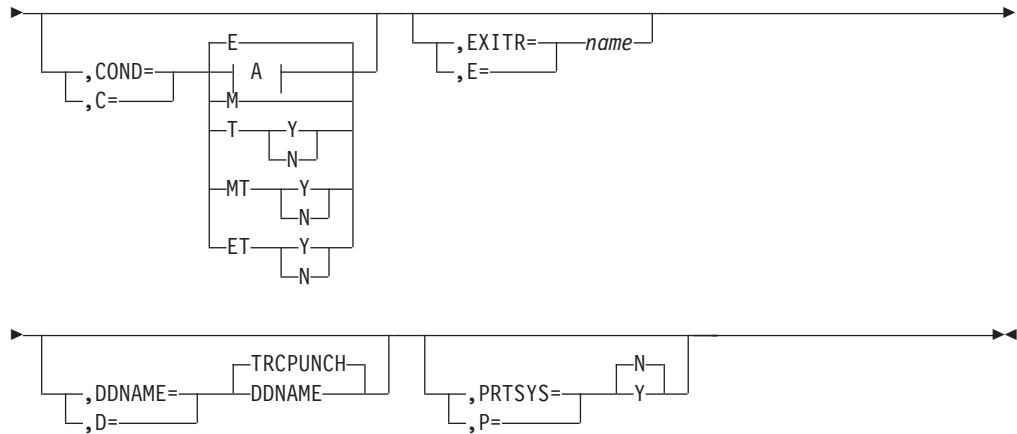 E
,COND= A ,EXITR= name
,C= M ,E=
T Y
N
MT Y
N
ET Y
N
TRCPUNCH N
,DDNAME= DDNAME ,PRTSYS= Y
,D= ,P=